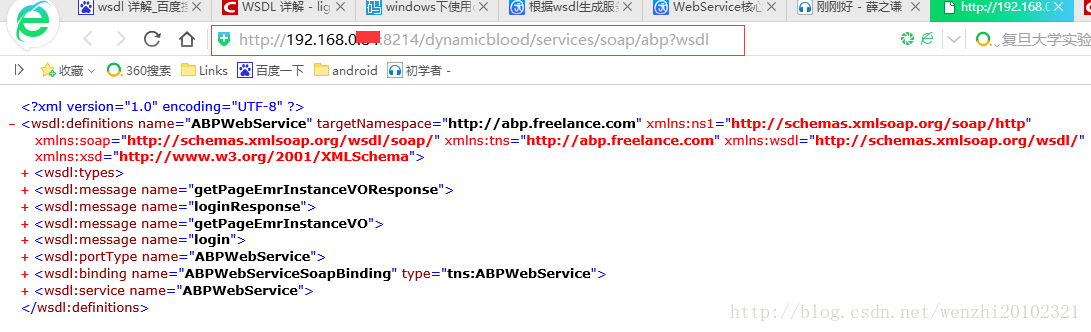 wsdl 详解_百度
WSDL 详解 - lig
windows下使用
根据wsdl生成服务
WebService核心
刚刚好 - 薛之谦
http://192.168.0.
http://192.168.0. :8214/dynamicblood/services/soap/abp?wsdl
复旦大学实验
收藏
360搜索
Links
百度一下
android
初学者 -
<?xml version="1.0" encoding="UTF-8" ?>
- <wsdl:definitions name="ABPWebService" targetNamespace="http://abp.freelance.com" xmlns:ns1="http://schemas.xmlsoap.org/soap/http"
xmlns:soap="http://schemas.xmlsoap.org/wsdl/soap/" xmlns:tns="http://abp.freelance.com" xmlns:wsdl="http://schemas.xmlsoap.org/wsdl/"
xmlns:xsd="http://www.w3.org/2001/XMLSchema">
+ <wsdl:types>
+ <wsdl:message name="getPageEmrInstanceVOResponse">
+ <wsdl:message name="loginResponse">
+ <wsdl:message name="getPageEmrInstanceVO">
+ <wsdl:message name="login">
+ <wsdl:portType name="ABPWebService">
+ <wsdl:binding name="ABPWebServiceSoapBinding" type="tns:ABPWebService">
+ <wsdl:service name="ABPWebService">
</wsdl:definitions>
http://blog.csdn.net/wenzhi20102321